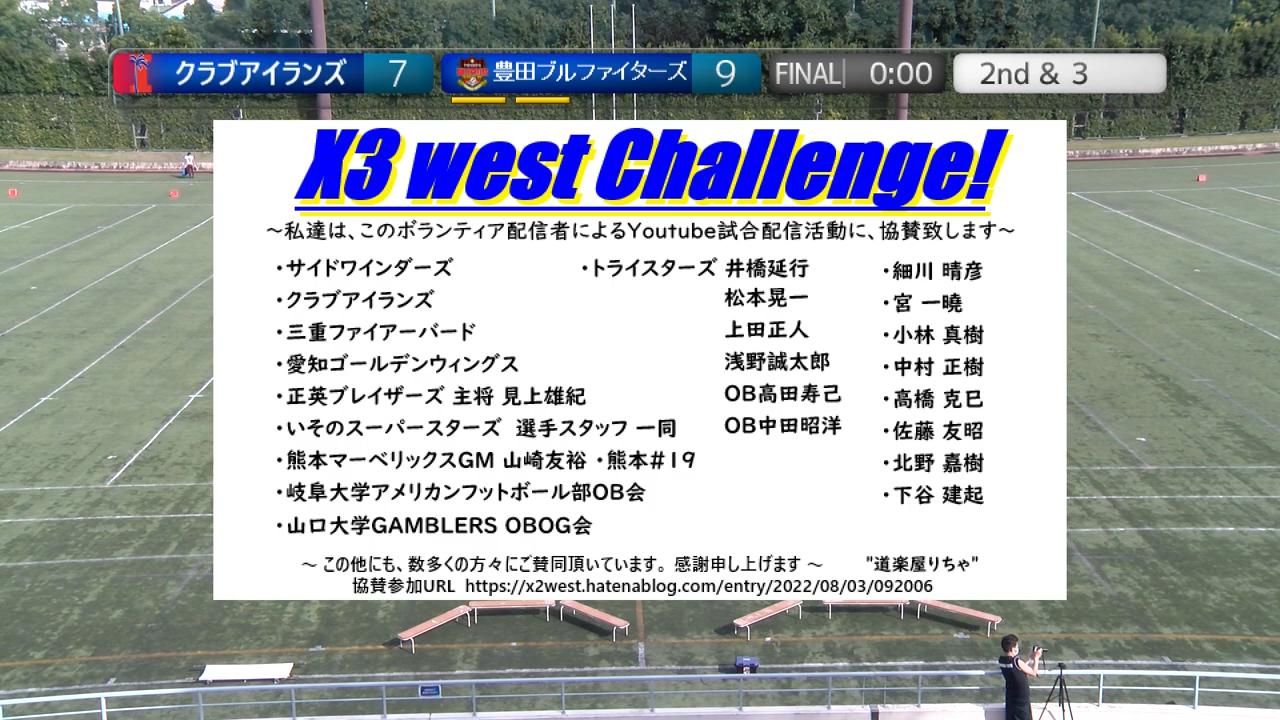 クラブアイランズ 7 豊田ブルファイターズ 9 FINAL 0:00 2nd & 3
X3 west Challenge!
～私達は、このボランティア配信者によるYoutube試合配信活動に、協賛致します～
・サイドワインダーズ
・クラブアイランズ
・三重ファイアーバード
・愛知ゴールデンウィングス
・正英ブレイザーズ 主将 見上雄紀
・いそのスーパースターズ 選手スタッフ 一同
・熊本マーベリックスGM 山崎友裕 ・熊本#19
・岐阜大学アメリカンフットボール部OB会
・山口大学GAMBLERS OBOG会
・トライスターズ 井橋延行
松本晃一
上田正人
浅野誠太郎
OB高田寿己
OB中田昭洋
・細川 晴彦
・宮 一曉
・小林 真樹
・中村 正樹
・高橋 克巳
・佐藤 友昭
・北野 嘉樹
・下谷 建起
～ この他にも、数多くの方々にご賛同頂いています。感謝申し上げます ～ "道楽屋りちゃ"
協賛参加URL https://x2west.hatenablog.com/entry/2022/08/03/092006